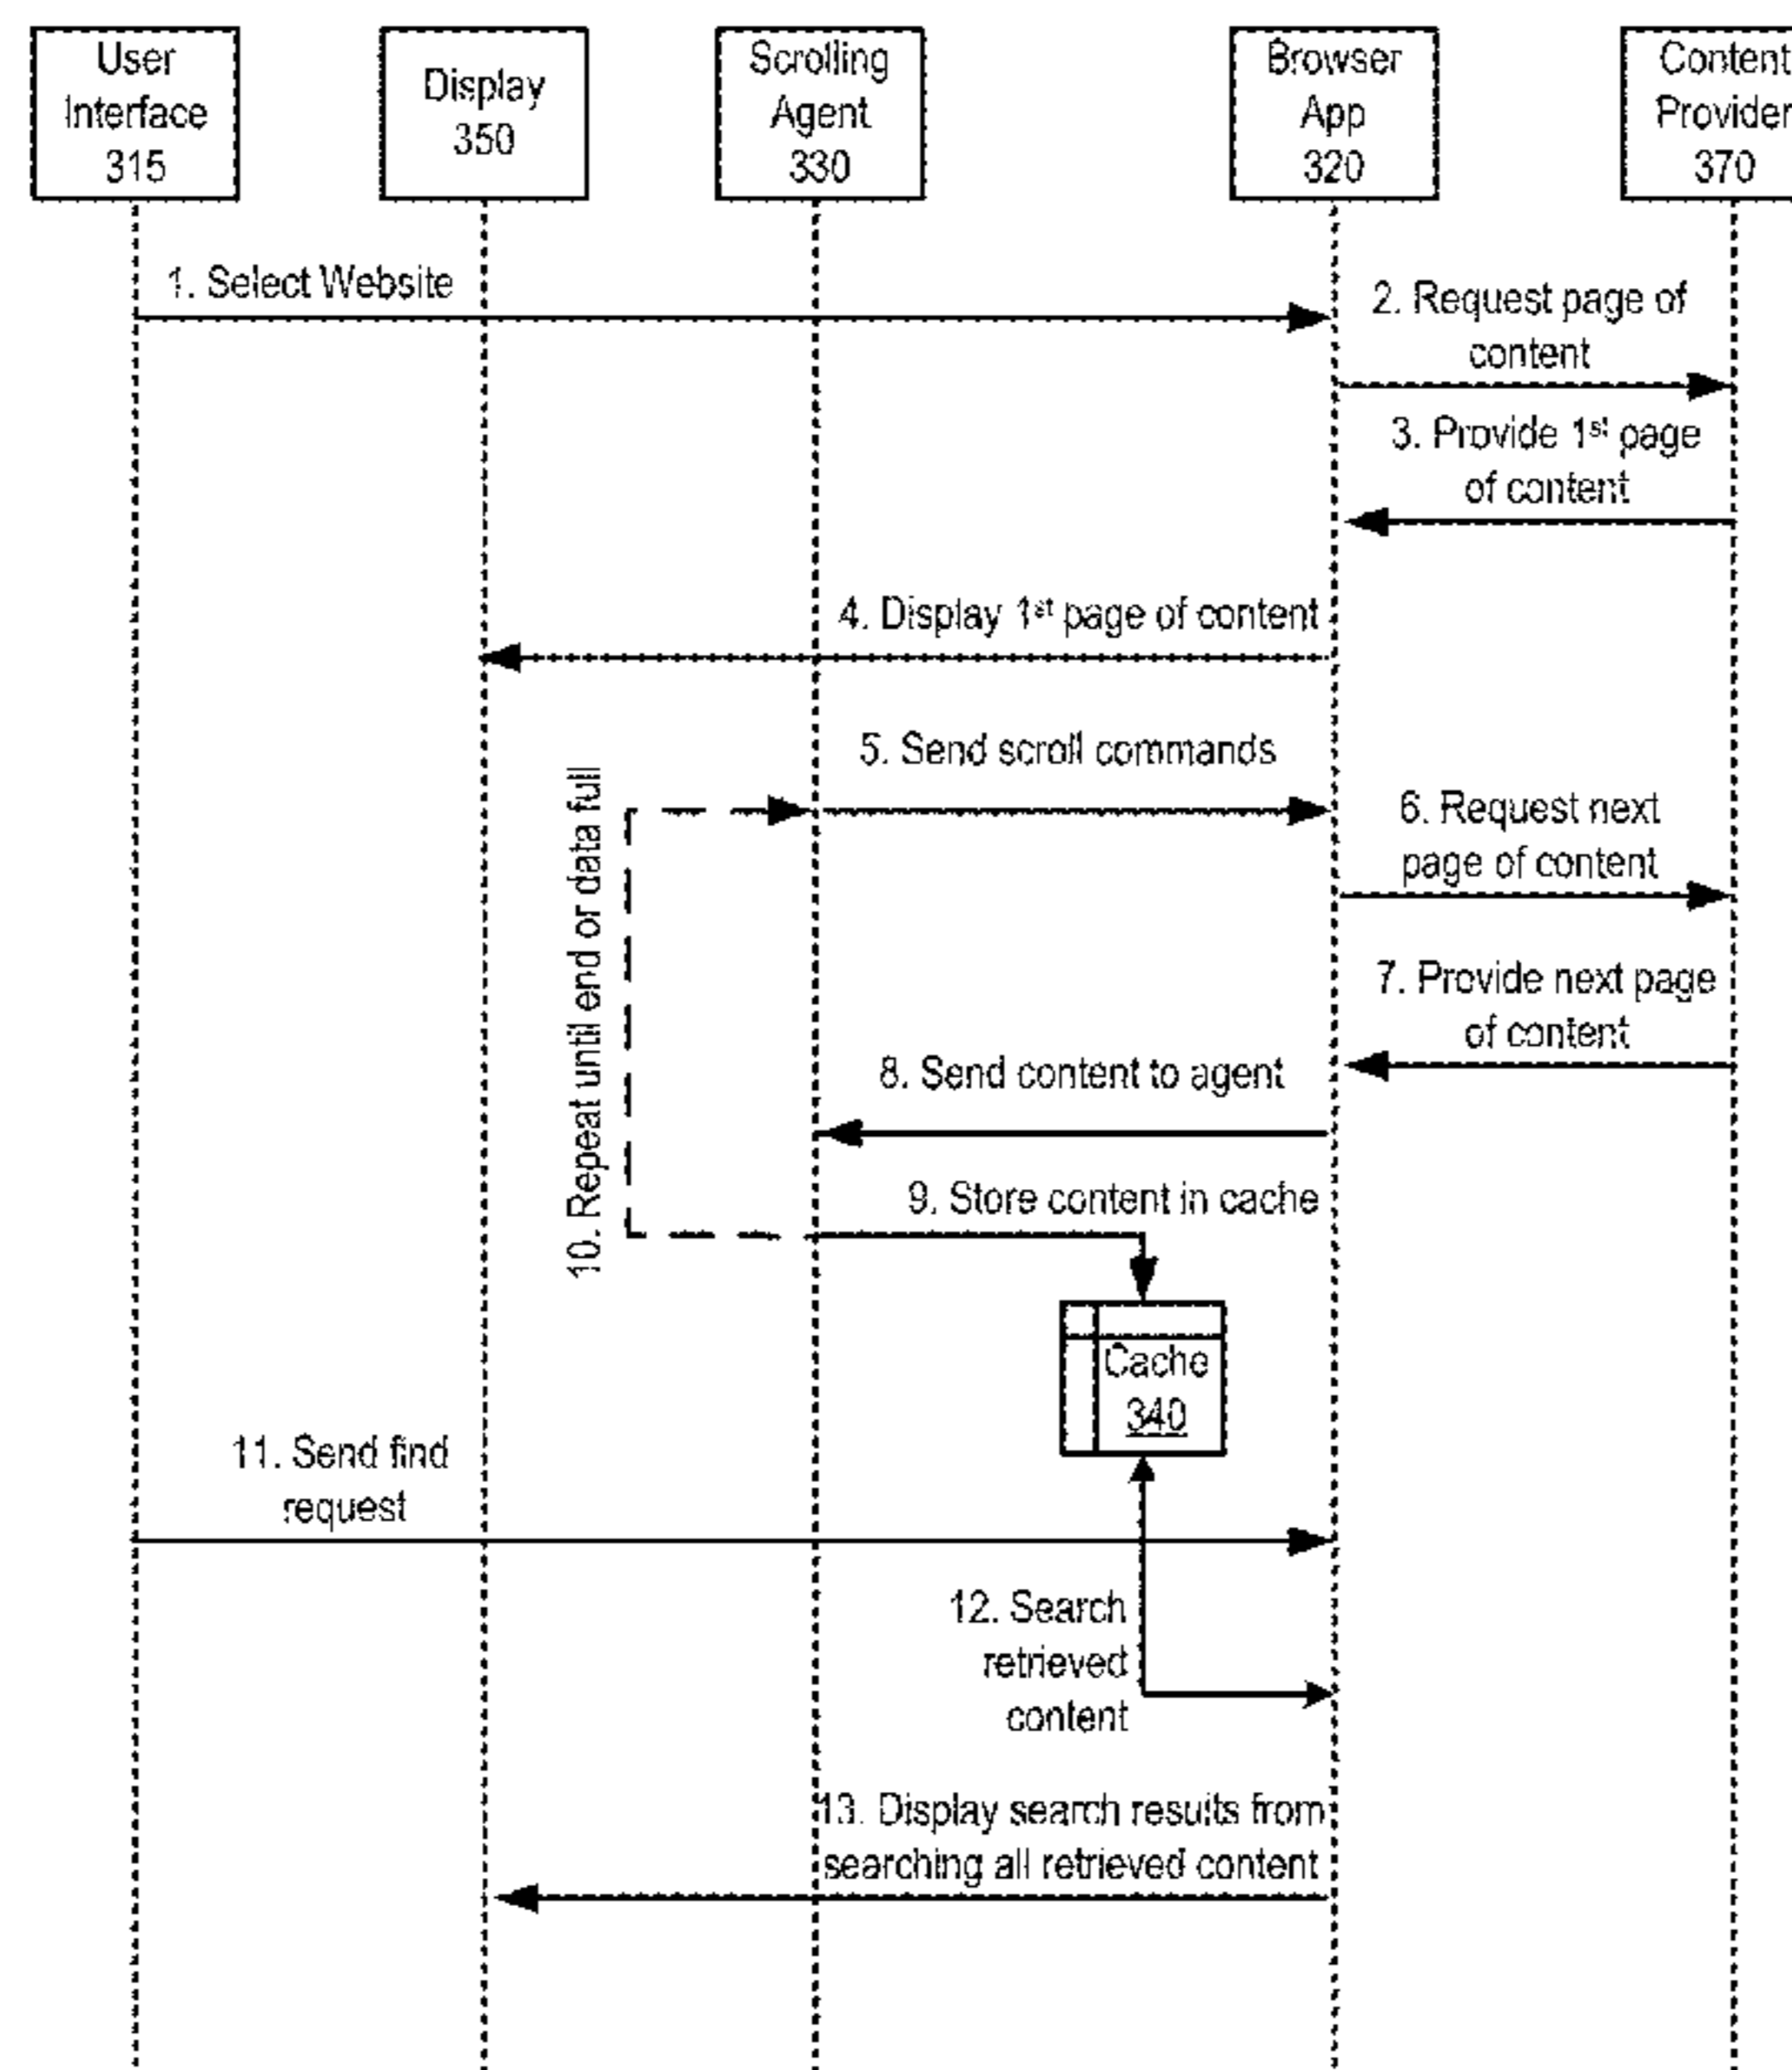 User
Interface
315
Display
350
Scrolling
Agent
330
Browser
App
320
Content
Provider
370
1. Select Website
2. Request page of
content
3. Provide 1st page
of content
4. Display 1st page of content
5. Send scroll commands
6. Request next
page of content
7. Provide next page
of content
8. Send content to agent
9. Store content in cache
10. Repeat until end or data full
Cache
340
11. Send find
request
12. Search
retrieved
content
13. Display search results from
searching all retrieved content